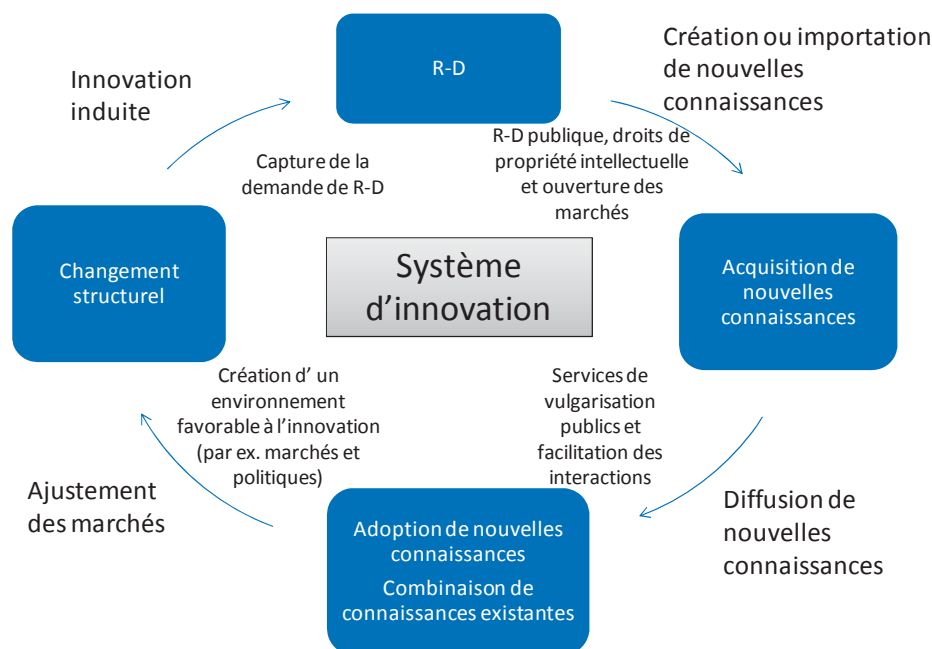 R-D
Création ou importation
de nouvelles
connaissances
Innovation
induite
R-D publique, droits de
propriété intellectuelle
et ouverture des
marchés
Capture de la
demande de R-D
Changement
structurel
Système
d’innovation
Acquisition de
nouvelles
connaissances
Création d’ un
environnement
favorable à l’innovation
(par ex. marchés et
politiques)
Services de
vulgarisation
publics et
facilitation des
interactions
Ajustement
des marchés
Adoption de nouvelles
connaissances
Combinaison de
connaissances existantes
Diffusion de
nouvelles
connaissances